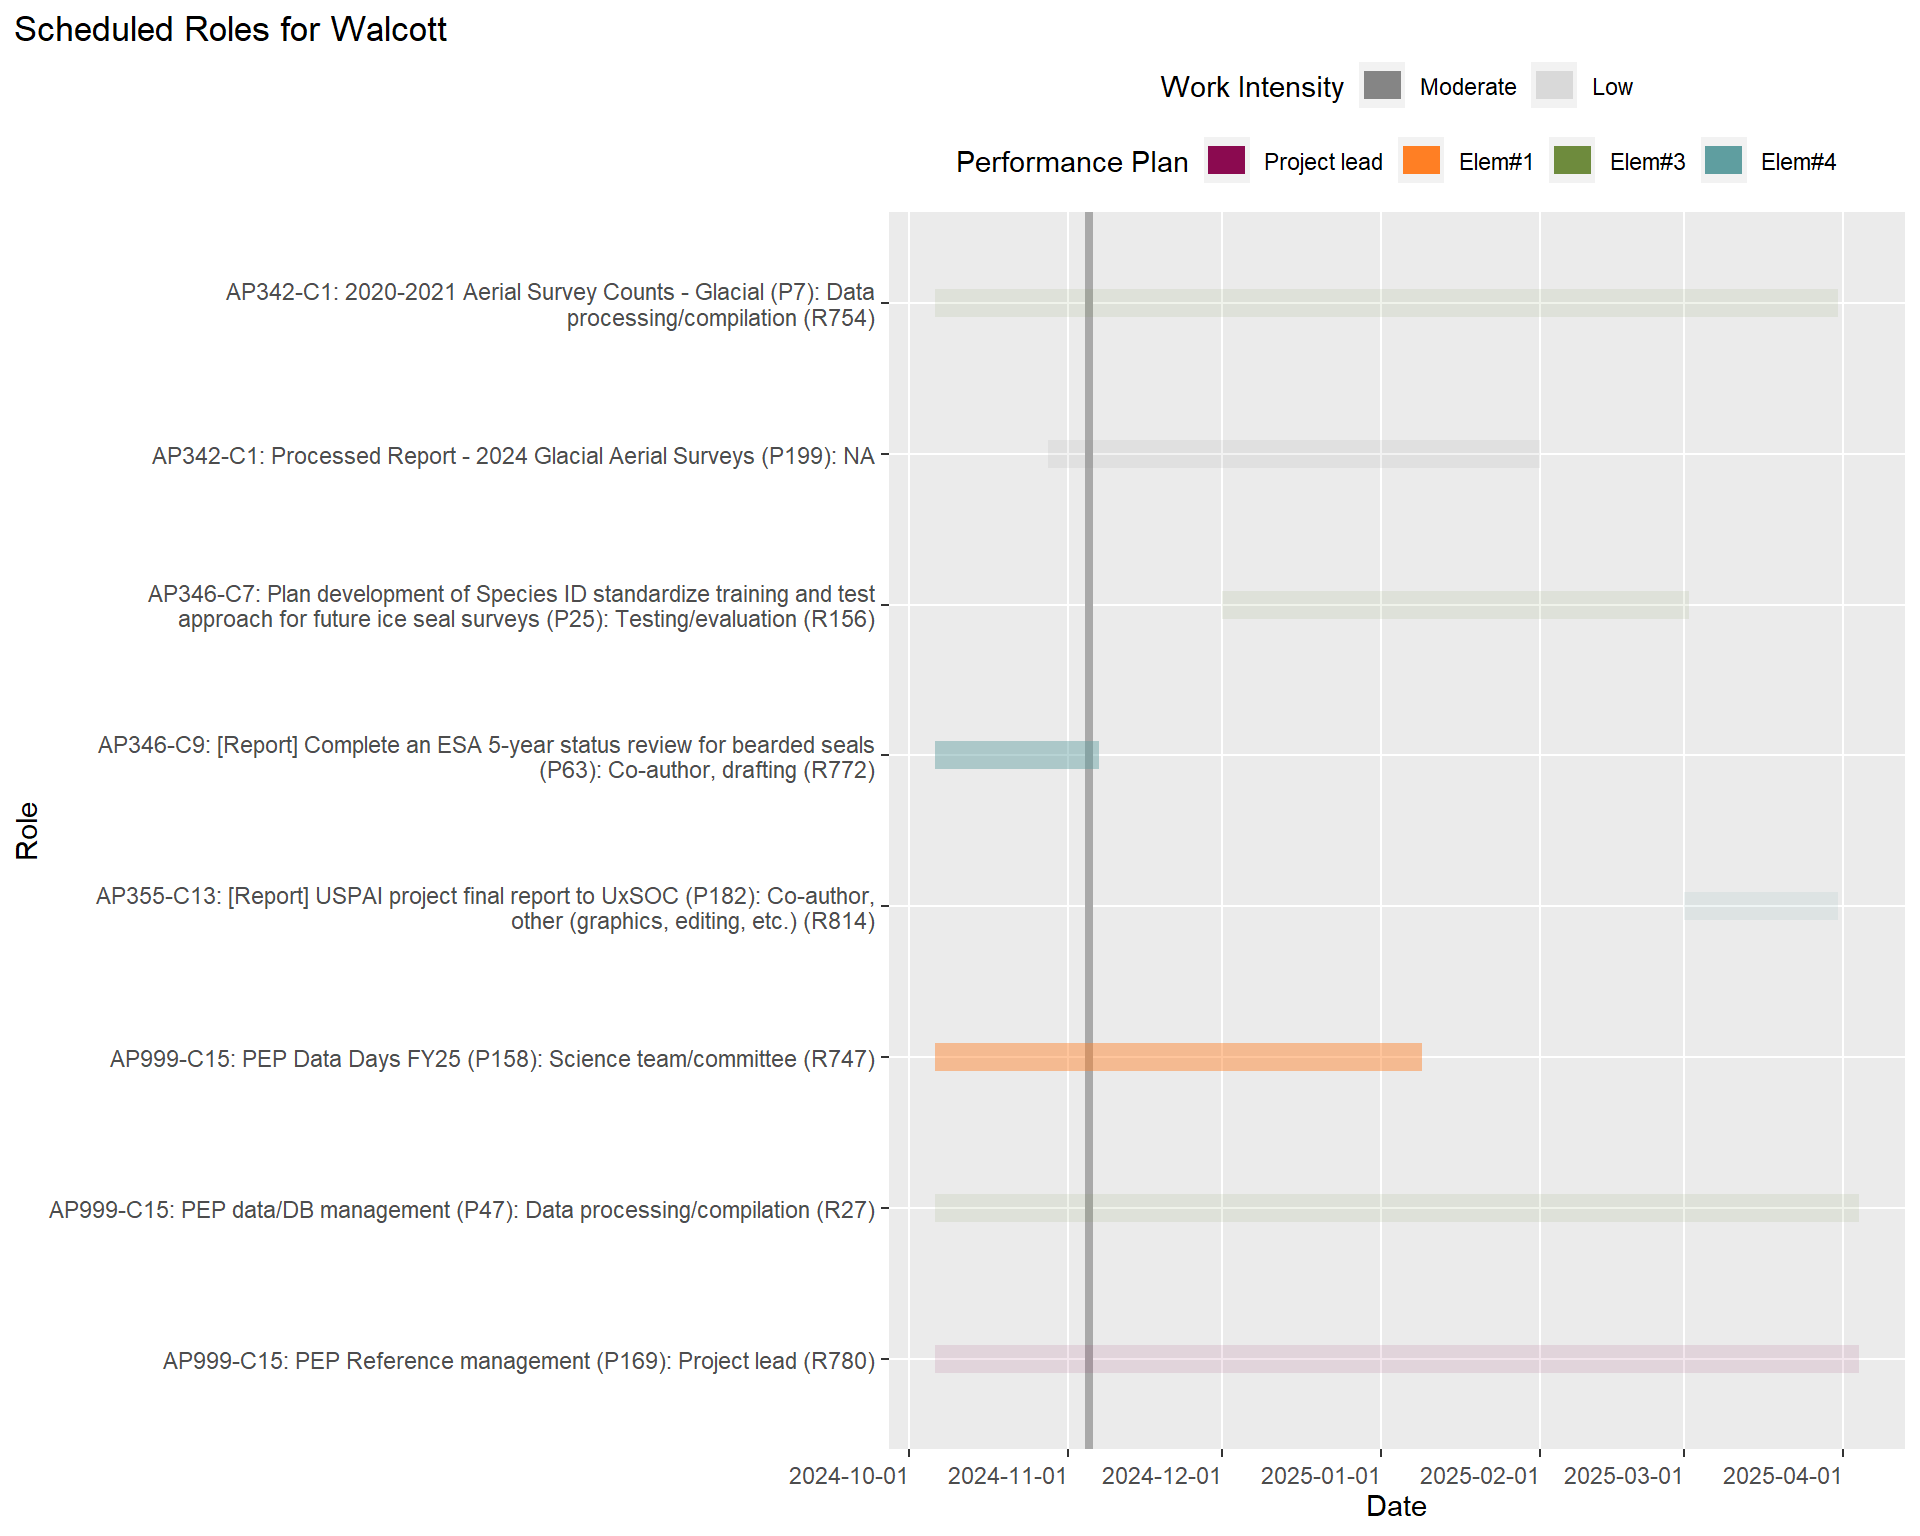 Scheduled Roles for Walcott
Work Intensity Moderate Low
Performance Plan Project lead Elem#1 Elem#3 Elem#4
AP342-C1: 2020-2021 Aerial Survey Counts - Glacial (P7): Data
processing/compilation (R754)
AP342-C1: Processed Report - 2024 Glacial Aerial Surveys (P199): NA
AP346-C7: Plan development of Species ID standardize training and test
approach for future ice seal surveys (P25): Testing/evaluation (R156)
AP346-C9: [Report] Complete an ESA 5-year status review for bearded seals
(P63): Co-author, drafting (R772)
Role
AP355-C13: [Report] USPAI project final report to UxSOC (P182): Co-author,
other (graphics, editing, etc.) (R814)
AP999-C15: PEP Data Days FY25 (P158): Science team/committee (R747)
AP999-C15: PEP data/DB management (P47): Data processing/compilation (R27)
AP999-C15: PEP Reference management (P169): Project lead (R780)
2024-10-01 2024-11-01 2024-12-01 2025-01-01 2025-02-01 2025-03-01 2025-04-01
Date